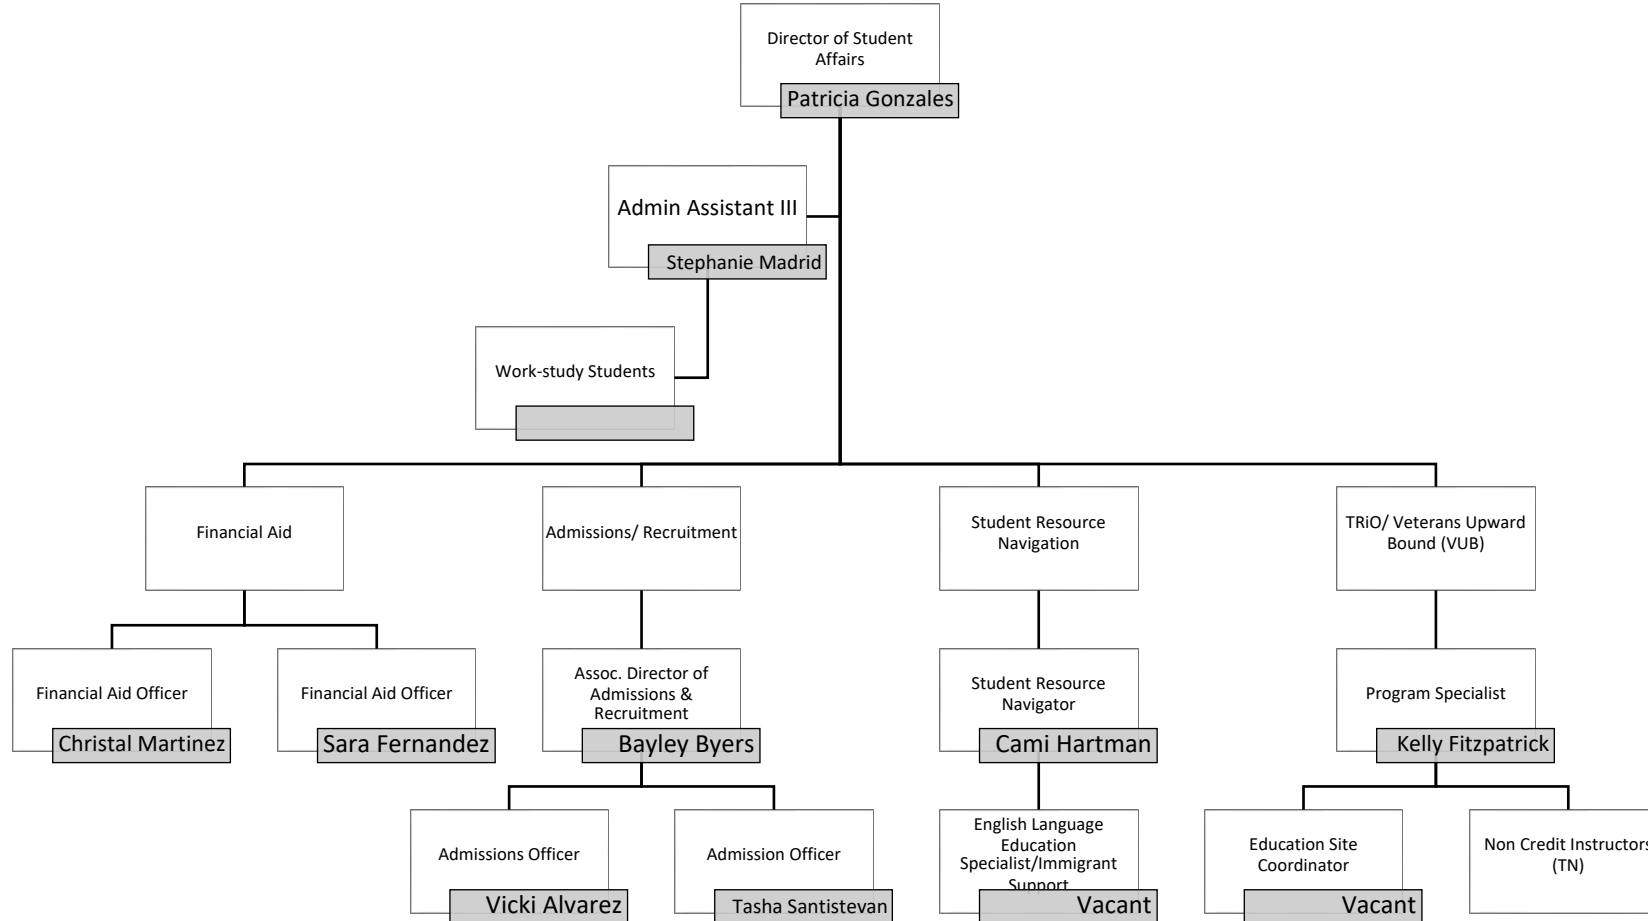 Director of Student
Affairs
Patricia Gonzales
Admin Assistant III
Stephanie Madrid
Work-study Students
Financial Aid
Admissions/ Recruitment
Student Resource
Navigation
TRiO/ Veterans Upward
Bound (VUB)
Financial Aid Officer
Christal Martinez
Financial Aid Officer
Sara Fernandez
Assoc. Director of
Admissions &
Recruitment
Bayley Byers
Student Resource
Navigator
Cami Hartman
Program Specialist
Kelly Fitzpatrick
Admissions Officer
Vicki Alvarez
Admission Officer
Tasha Santistevan
English Language
Education
Specialist/Immigrant
Support
Vacant
Education Site
Coordinator
Vacant
Non Credit Instructors
(TN)